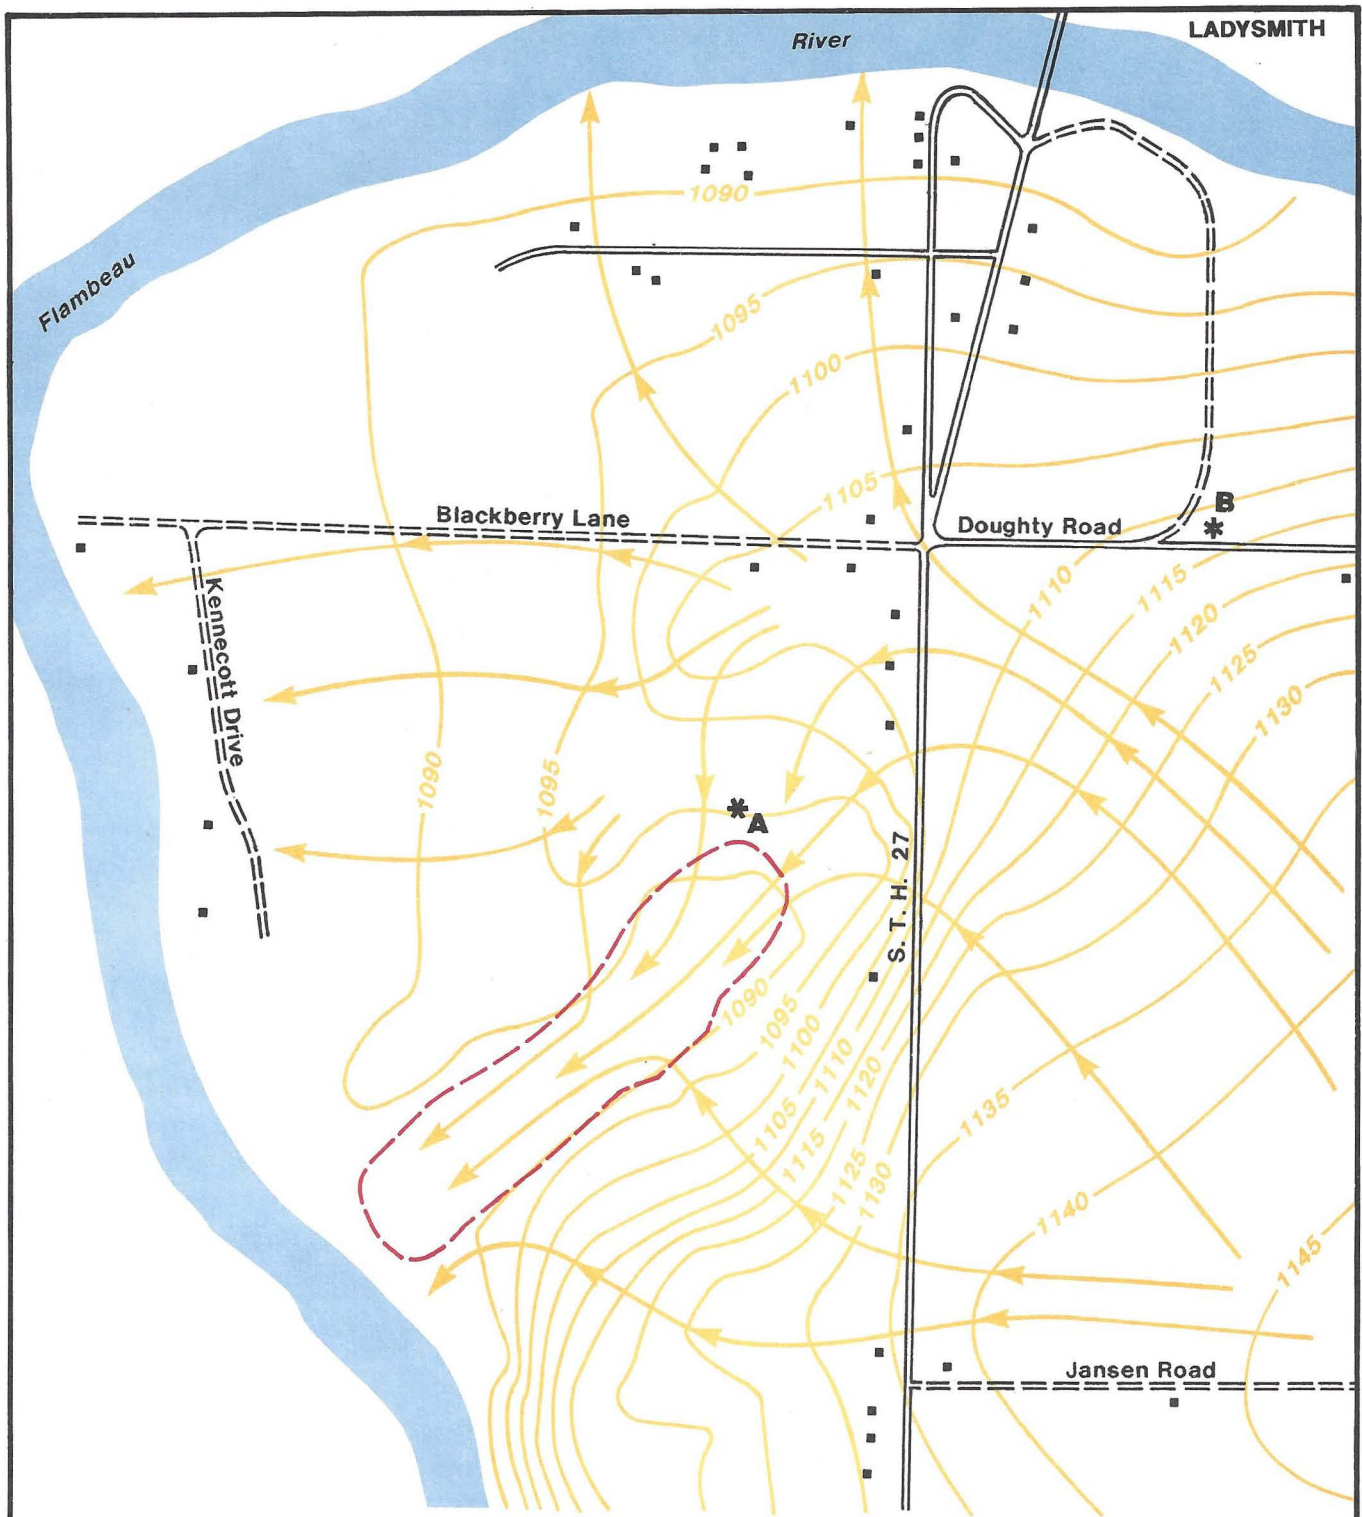 LADYSMITH
River
Flambeau
1090
1095
1100
1105
B
Blackberry Lane
Doughty Road
Kennecott Drive
1110
1115
1120
1125
1130
1090
1095
A
S. T. H. 27
1090
1095
1100
1110
1120
1105
1115
1125
1130
1135
1140
1145
Jansen Road